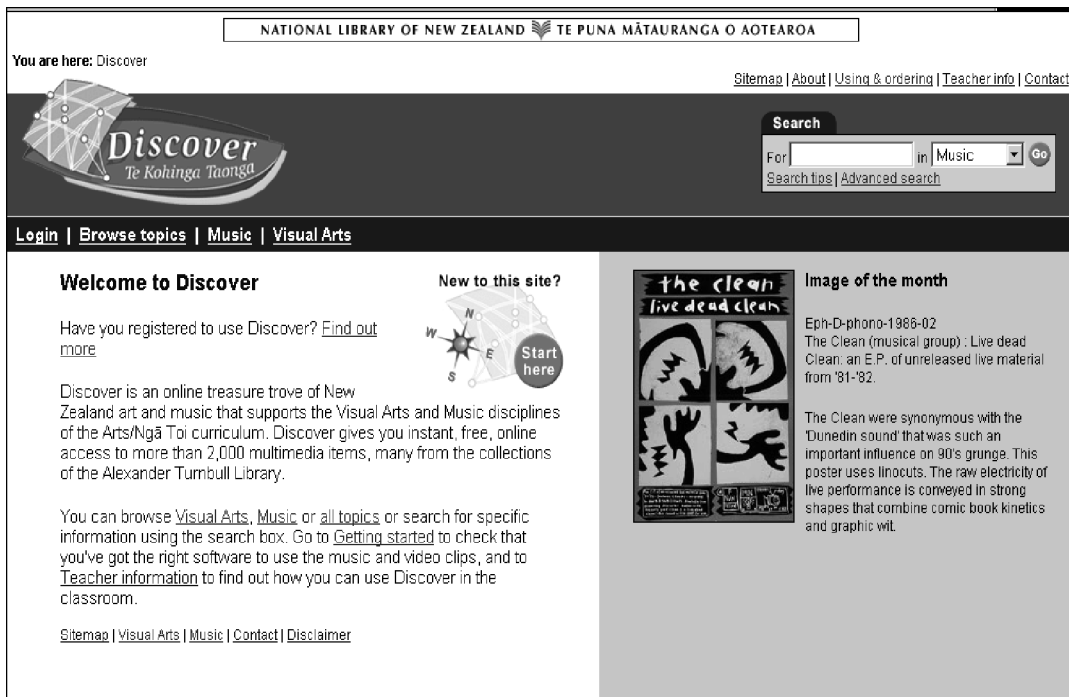 NATIONAL LIBRARY OF NEW ZEALAND TE PUNA MĀTAURANGA O AOTEAROA
You are here: Discover
Sitemap | About | Using & ordering | Teacher info | Contact
Discover
Te Kohinga Taonga
Search
For in Music Go
Search tips | Advanced search
Login | Browse topics | Music | Visual Arts
Welcome to Discover
Have you registered to use Discover? Find out
more
New to this site?
N
W
E
S
Start
here
Discover is an online treasure trove of New
Zealand art and music that supports the Visual Arts and Music disciplines
of the Arts/Ngā Toi curriculum. Discover gives you instant, free, online
access to more than 2,000 multimedia items, many from the collections
of the Alexander Turnbull Library.
You can browse Visual Arts, Music or all topics or search for specific
information using the search box. Go to Getting started to check that
you've got the right software to use the music and video clips, and to
Teacher information to find out how you can use Discover in the
classroom.
Sitemap | Visual Arts | Music | Contact | Disclaimer
the clean
live dead clean
Image of the month
Eph-D-phono-1986-02
The Clean (musical group) : Live dead
Clean: an E.P. of unreleased live material
from '81-'82.
The Clean were synonymous with the
'Dunedin sound' that was such an
important influence on 90's grunge. This
poster uses linocuts. The raw electricity of
live performance is conveyed in strong
shapes that combine comic book kinetics
and graphic wit.